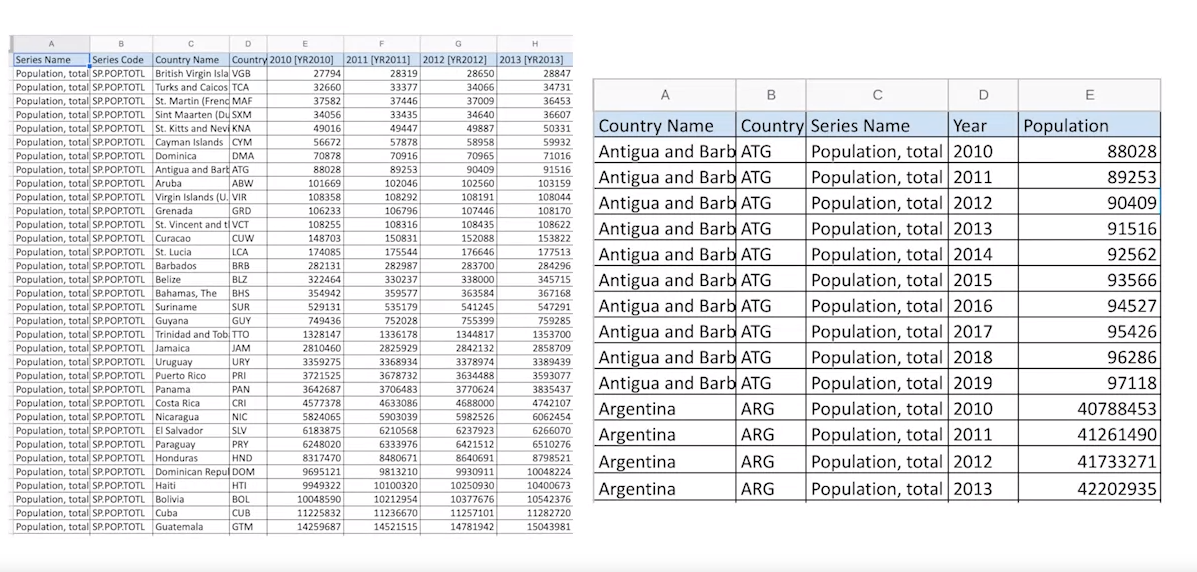 A B C D E F G H
Series Name Series Code Country Name Country 2010 [YR2010] 2011 [YR2011] 2012 [YR2012] 2013 [YR2013]
Population, total SP.POP.TOTL British Virgin Isla VGB 27794 28319 28650 28847
Population, total SP.POP.TOTL Turks and Caicos TCA 32660 33377 34066 34731
Population, total SP.POP.TOTL St. Martin (Frenc MAF 37582 37446 37009 36453
Population, total SP.POP.TOTL Sint Maarten (Du SXM 34056 33435 34640 36607
Population, total SP.POP.TOTL St. Kitts and Nevi KNA 49016 49447 49887 50331
Population, total SP.POP.TOTL Cayman Islands CYM 56672 57878 58958 59932
Population, total SP.POP.TOTL Dominica DMA 70878 70916 70965 71016
Population, total SP.POP.TOTL Antigua and Barb ATG 88028 89253 90409 91516
Population, total SP.POP.TOTL Aruba ABW 101669 102046 102560 103159
Population, total SP.POP.TOTL Virgin Islands (U. VIR 108358 108292 108191 108044
Population, total SP.POP.TOTL Grenada GRD 106233 106796 107446 108170
Population, total SP.POP.TOTL St. Vincent and tl VCT 108255 108316 108435 108622
Population, total SP.POP.TOTL Curacao CUW 148703 150831 152088 153822
Population, total SP.POP.TOTL St. Lucia LCA 174085 175544 176646 177513
Population, total SP.POP.TOTL Barbados BRB 282131 282987 283700 284296
Population, total SP.POP.TOTL Belize BLZ 322464 330237 338000 345715
Population, total SP.POP.TOTL Bahamas, The BHS 354942 359577 363584 367168
Population, total SP.POP.TOTL Suriname SUR 529131 535179 541245 547291
Population, total SP.POP.TOTL Guyana GUY 749436 752028 755399 759285
Population, total SP.POP.TOTL Trinidad and Tob TTO 1328147 1336178 1344817 1353700
Population, total SP.POP.TOTL Jamaica JAM 2810460 2825929 2842132 2858709
Population, total SP.POP.TOTL Uruguay URY 3359275 3368934 3378974 3389439
Population, total SP.POP.TOTL Puerto Rico PRI 3721525 3678732 3634488 3593077
Population, total SP.POP.TOTL Panama PAN 3642687 3706483 3770624 3835437
Population, total SP.POP.TOTL Costa Rica CRI 4577378 4633086 4688000 4742107
Population, total SP.POP.TOTL Nicaragua NIC 5824065 5903039 5982526 6062454
Population, total SP.POP.TOTL El Salvador SLV 6183875 6210568 6237923 6266070
Population, total SP.POP.TOTL Paraguay PRY 6248020 6333976 6421512 6510276
Population, total SP.POP.TOTL Honduras HND 8317470 8480671 8640691 8798521
Population, total SP.POP.TOTL Dominican Repul DOM 9695121 9813210 9930911 10048224
Population, total SP.POP.TOTL Haiti HTI 9949322 10100320 10250930 10400673
Population, total SP.POP.TOTL Bolivia BOL 10048590 10212954 10377676 10542376
Population, total SP.POP.TOTL Cuba CUB 11225832 11236670 11257101 11282720
Population, total SP.POP.TOTL Guatemala GTM 14259687 14521515 14781942 15043981
A B C D E
Country Name Country Series Name Year Population
Antigua and Barb ATG Population, total 2010 88028
Antigua and Barb ATG Population, total 2011 89253
Antigua and Barb ATG Population, total 2012 90409
Antigua and Barb ATG Population, total 2013 91516
Antigua and Barb ATG Population, total 2014 92562
Antigua and Barb ATG Population, total 2015 93566
Antigua and Barb ATG Population, total 2016 94527
Antigua and Barb ATG Population, total 2017 95426
Antigua and Barb ATG Population, total 2018 96286
Antigua and Barb ATG Population, total 2019 97118
Argentina ARG Population, total 2010 40788453
Argentina ARG Population, total 2011 41261490
Argentina ARG Population, total 2012 41733271
Argentina ARG Population, total 2013 42202935